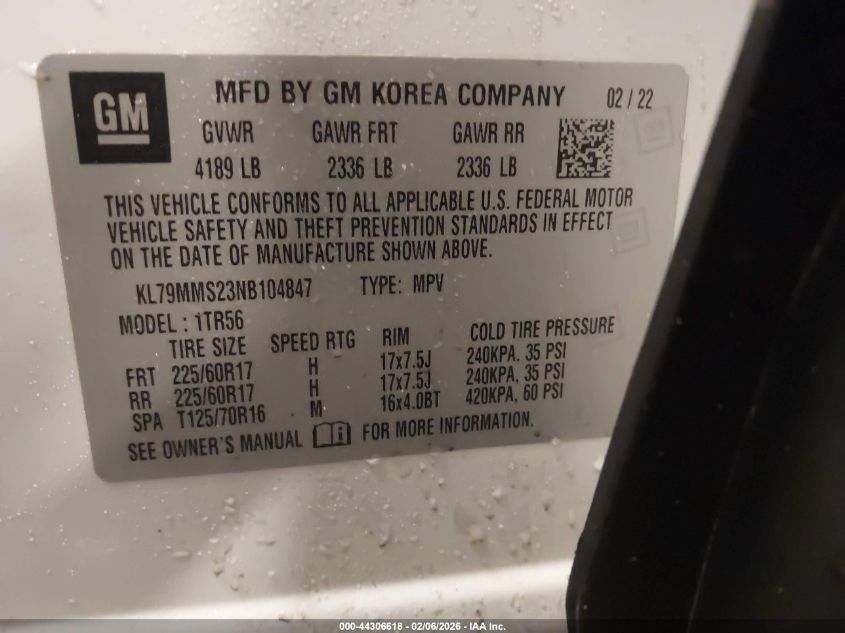 GM
MFD BY GM KOREA COMPANY 02 / 22
GVWR GAWR FRT GAWR RR
4189 LB 2336 LB 2336 LB
THIS VEHICLE CONFORMS TO ALL APPLICABLE U.S. FEDERAL MOTOR
VEHICLE SAFETY AND THEFT PREVENTION STANDARDS IN EFFECT
ON THE DATE OF MANUFACTURE SHOWN ABOVE.
KL79MMS23NB104847 TYPE: MPV
MODEL : 1TR56
TIRE SIZE SPEED RTG RIM COLD TIRE PRESSURE
FRT 225/60R17 H 17x7.5J 240KPA. 35 PSI
RR 225/60R17 H 17x7.5J 240KPA, 35 PSI
SPA T125/70R16 M 16x4.0BT 420KPA, 60 PSI
SEE OWNER'S MANUAL i FOR MORE INFORMATION.
000-44306618 - 02/06/2026 - IAA Inc.